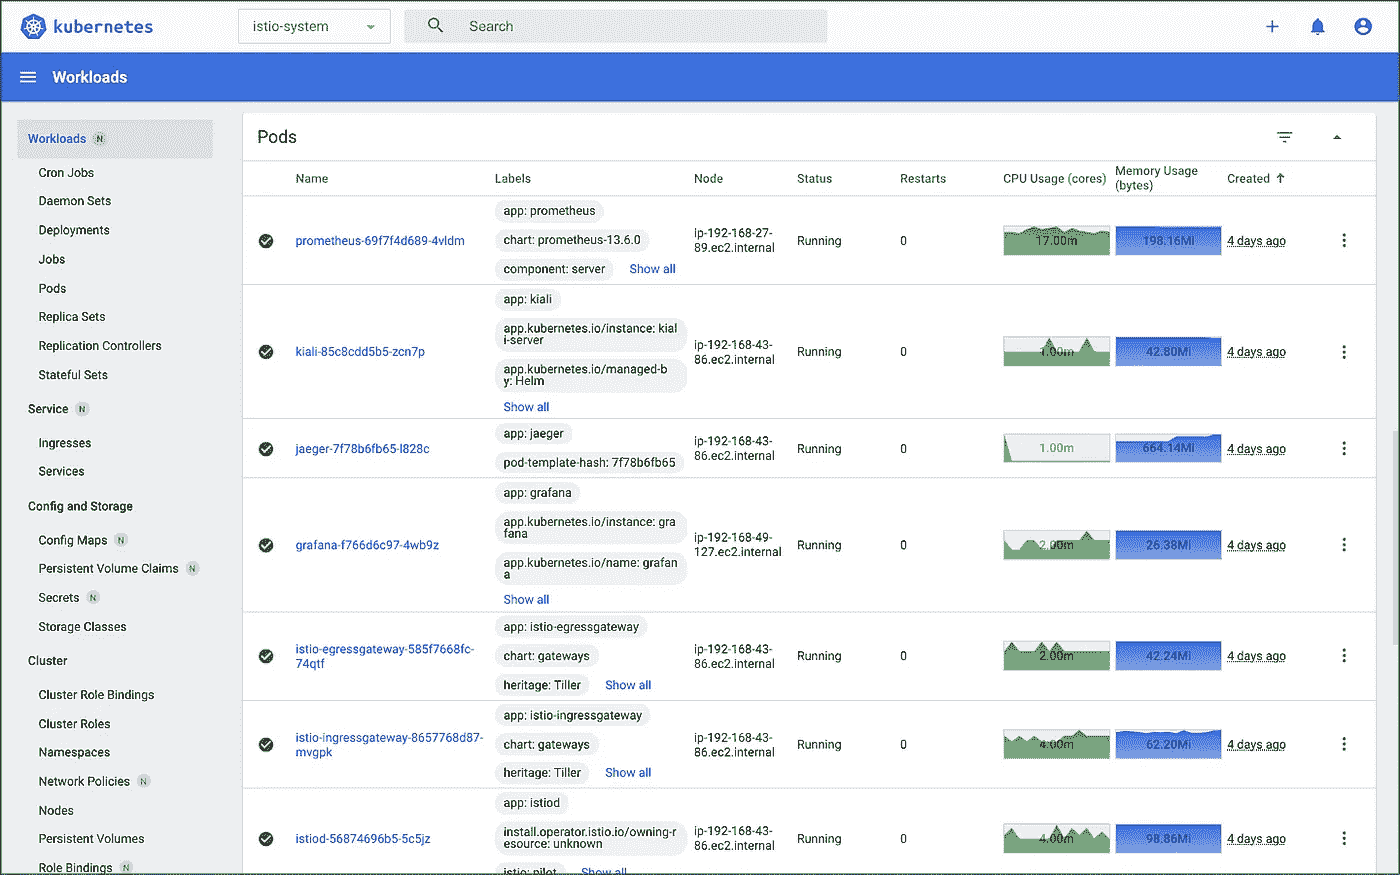 kubernetes
istio-system
Search
Workloads
Workloads N
Cron Jobs
Daemon Sets
Deployments
Jobs
Pods
Replica Sets
Replication Controllers
Stateful Sets
Service N
Ingresses
Services
Config and Storage
Config Maps N
Persistent Volume Claims N
Secrets N
Storage Classes
Cluster
Cluster Role Bindings
Cluster Roles
Namespaces
Network Policies N
Nodes
Persistent Volumes
Role Bindings N
Pods
Name
Labels
Node
Status
Restarts
CPU Usage (cores)
Memory Usage
(bytes)
Created
prometheus-69f7f4d689-4vldm
app: prometheus
chart: prometheus-13.6.0
component: server
Show all
ip-192-168-27-
89.ec2.internal
Running
0
17.00m
198.16Mi
4 days ago
kiali-85c8cdd5b5-zcn7p
app: kiali
app.kubernetes.io/instance: kial
i-server
app.kubernetes.io/managed-b
y: Helm
Show all
ip-192-168-43-
86.ec2.internal
Running
0
1.00m
42.80Mi
4 days ago
jaeger-7f78b6fb65-l828c
app: jaeger
pod-template-hash: 7f78b6fb65
ip-192-168-43-
86.ec2.internal
Running
0
1.00m
664.14Mi
4 days ago
grafana-f766d6c97-4wb9z
app: grafana
app.kubernetes.io/instance: gra
fana
app.kubernetes.io/name: grafan
a
Show all
ip-192-168-49-
127.ec2.internal
Running
0
2.00m
26.38Mi
4 days ago
istio-egressgateway-585f7668fc-
74qtf
app: istio-egressgateway
chart: gateways
heritage: Tiller
Show all
ip-192-168-43-
86.ec2.internal
Running
0
2.00m
42.24Mi
4 days ago
istio-ingressgateway-8657768d87-
mvgpk
app: istio-ingressgateway
chart: gateways
heritage: Tiller
Show all
ip-192-168-43-
86.ec2.internal
Running
0
4.00m
62.20Mi
4 days ago
istiod-56874696b5-5c5jz
app: istiod
install.operator.istio.io/owning-r
esource: unknown
istio: pilot
Show all
ip-192-168-43-
86.ec2.internal
Running
0
4.00m
98.86Mi
4 days ago